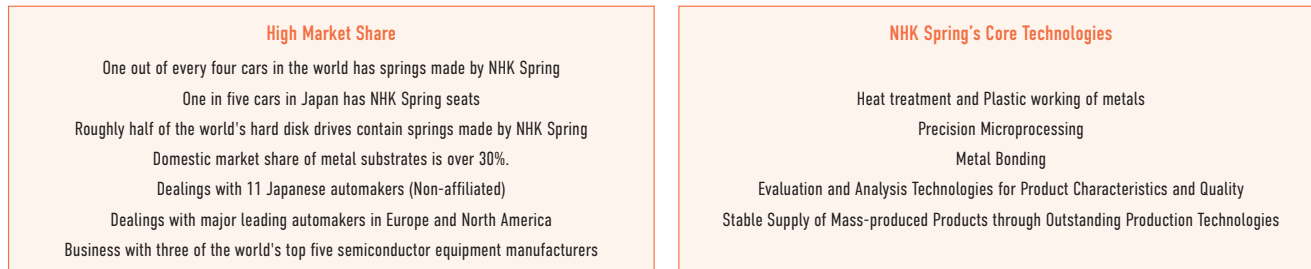 High Market Share
One out of every four cars in the world has springs made by NHK Spring
One in five cars in Japan has NHK Spring seats
Roughly half of the world's hard disk drives contain springs made by NHK Spring
Domestic market share of metal substrates is over 30%.
Dealings with 11 Japanese automakers (Non-affiliated)
Dealings with major leading automakers in Europe and North America
Business with three of the world's top five semiconductor equipment manufacturers
NHK Spring's Core Technologies
Heat treatment and Plastic working of metals
Precision Microprocessing
Metal Bonding
Evaluation and Analysis Technologies for Product Characteristics and Quality
Stable Supply of Mass-produced Products through Outstanding Production Technologies